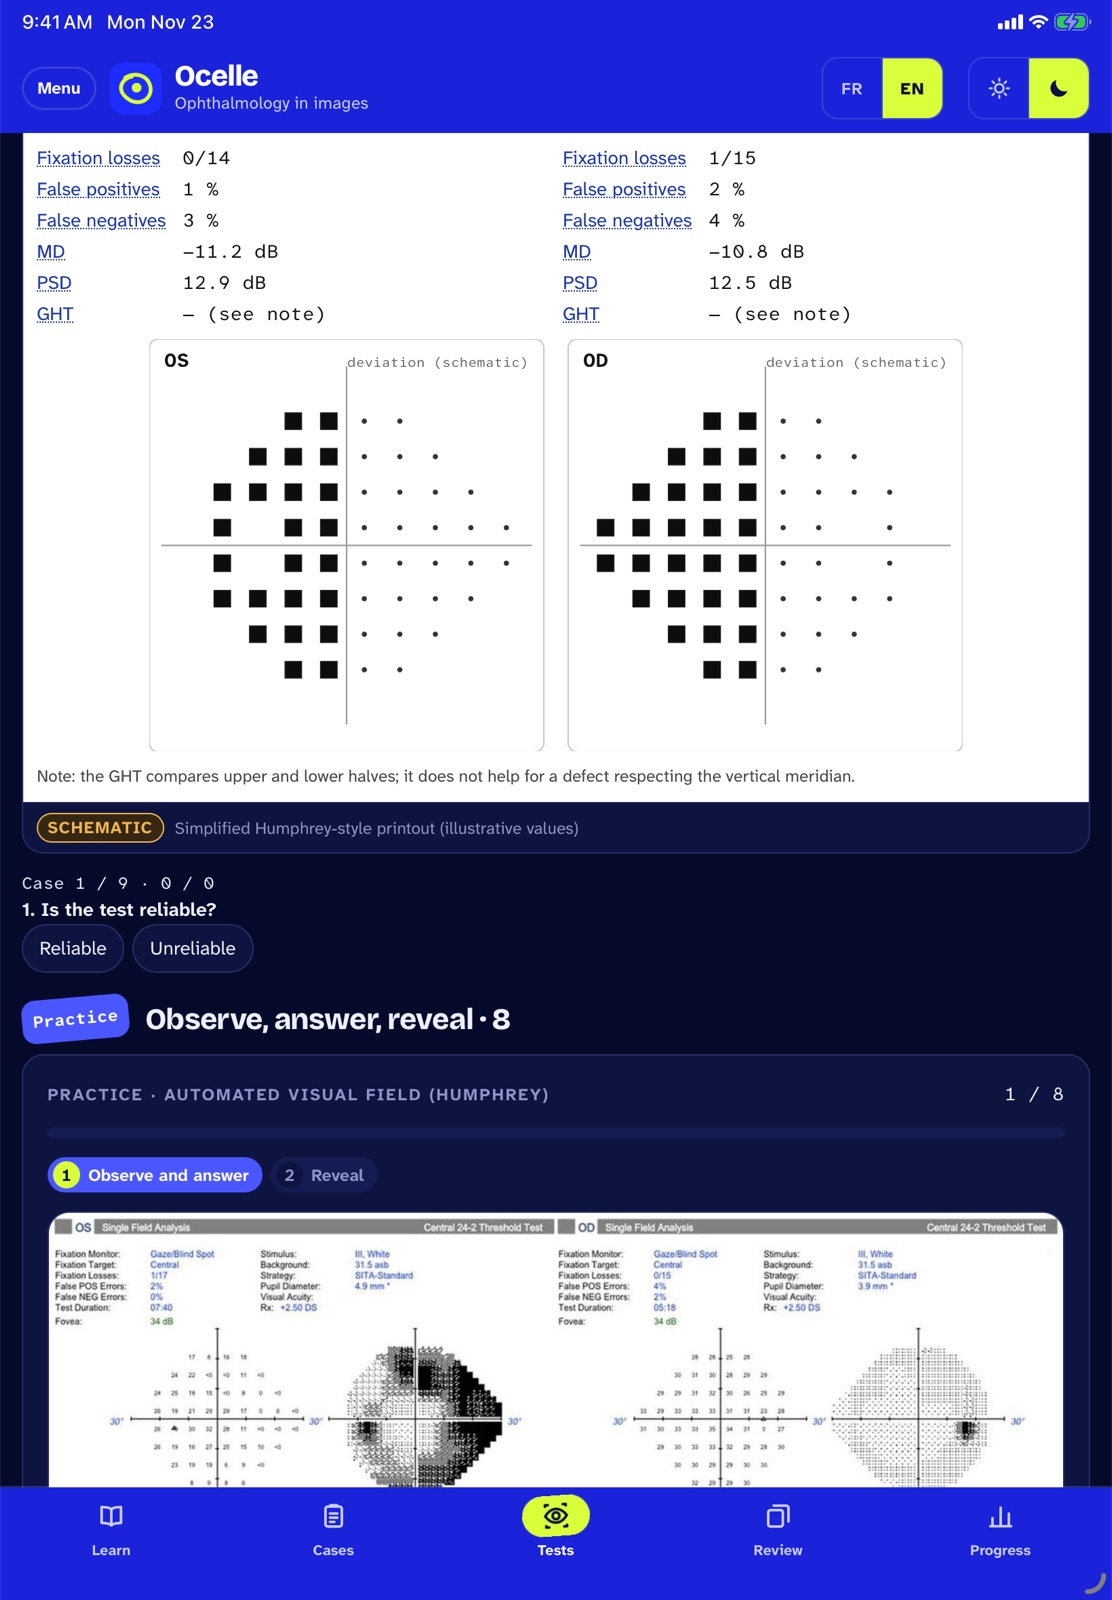 9:41 AM Mon Nov 23
Menu
Ocelle
Ophthalmology in images
FR EN
Fixation losses 0/14
False positives 1 %
False negatives 3 %
MD −11.2 dB
PSD 12.9 dB
GHT — (see note)
Fixation losses 1/15
False positives 2 %
False negatives 4 %
MD −10.8 dB
PSD 12.5 dB
GHT — (see note)
OS deviation (schematic)
OD deviation (schematic)
Note: the GHT compares upper and lower halves; it does not help for a defect respecting the vertical meridian.
SCHEMATIC Simplified Humphrey-style printout (illustrative values)
Case 1 / 9 · 0 / 0
1. Is the test reliable?
Reliable Unreliable
Practice Observe, answer, reveal · 8
PRACTICE · AUTOMATED VISUAL FIELD (HUMPHREY) 1 / 8
1 Observe and answer 2 Reveal
OS Single Field Analysis Central 24-2 Threshold Test
Fixation Monitor: Gaze/Blind Spot Stimulus: III, White
Fixation Target: Central Background: 31.5 asb
Fixation Losses: 1/17 Strategy: SITA-Standard
False POS Errors: 2% Pupil Diameter: 4.9 mm *
False NEG Errors: 0% Visual Acuity:
Test Duration: 07:40 Rx: +2.50 DS
Fovea: 34 dB
30° 30°
OD Single Field Analysis Central 24-2 Threshold Test
Fixation Monitor: Gaze/Blind Spot Stimulus: III, White
Fixation Target: Central Background: 31.5 asb
Fixation Losses: 0/15 Strategy: SITA-Standard
False POS Errors: 4% Pupil Diameter: 3.9 mm *
False NEG Errors: 2% Visual Acuity:
Test Duration: 05:18 Rx: +2.50 DS
Fovea: 34 dB
30° 30°
Learn
Cases
Tests
Review
Progress